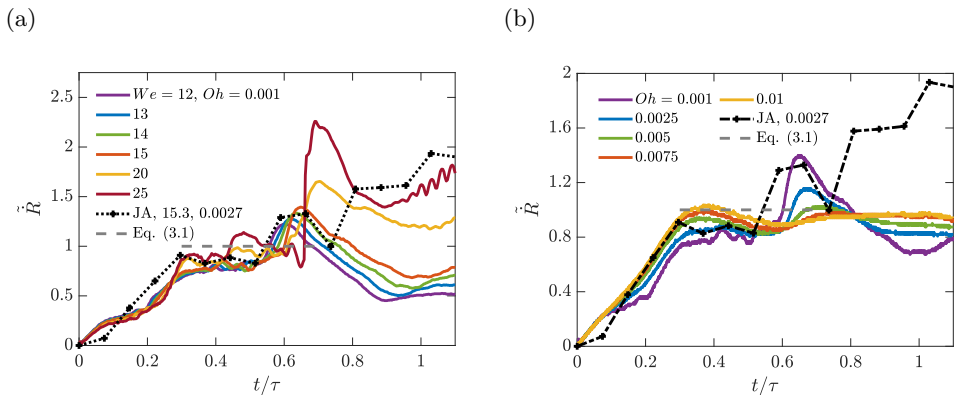 (a)
2.5
2
1.5
1
0.5
0
R̃
0 0.2 0.4 0.6 0.8 1
t/τ
We = 12, Oh = 0.001
13
14
15
20
25
JA, 15.3, 0.0027
Eq. (3.1)
(b)
2
1.6
1.2
0.8
0.4
0
R̃
0 0.2 0.4 0.6 0.8 1
t/τ
Oh = 0.001
0.0025
0.005
0.0075
0.01
JA, 0.0027
Eq. (3.1)